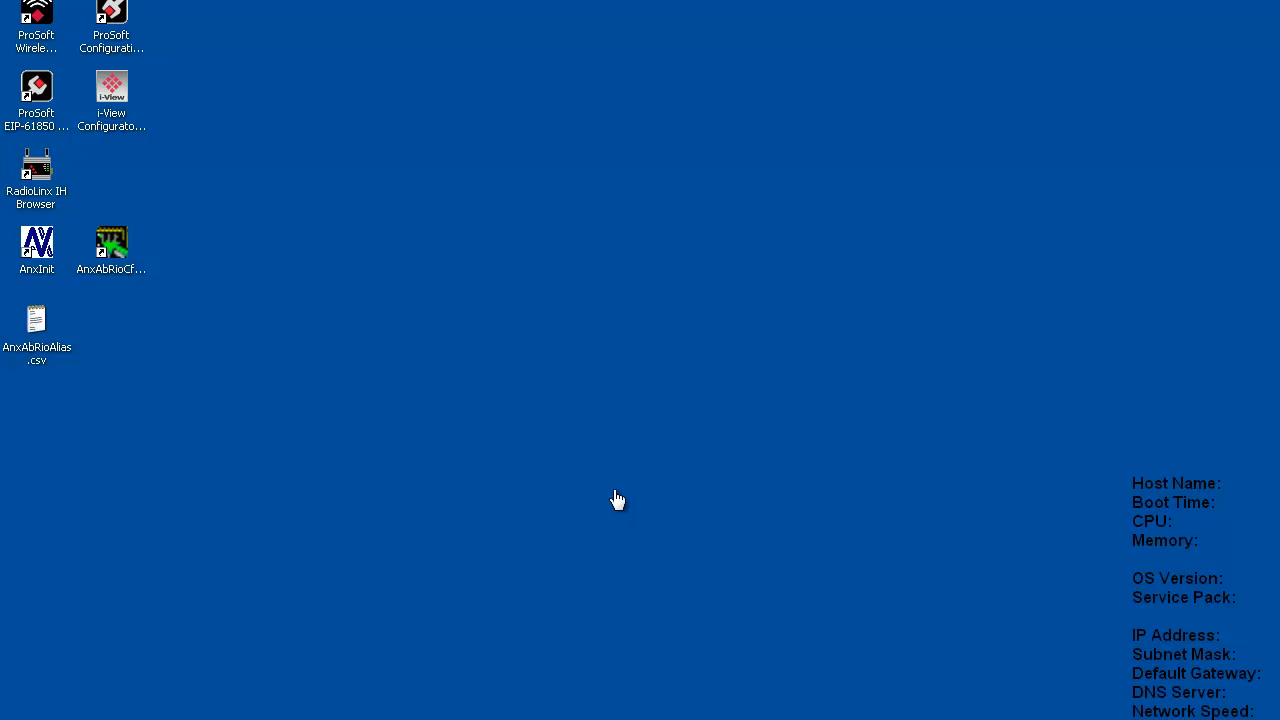 ProSoft
Wirele...
ProSoft
Configurati...
ProSoft
EIP-61850 ...
i-View
i-View
Configurato...
RadioLinx IH
Browser
AnxInit
AnxAbRioCf...
AnxAbRioAlias
.csv
Host Name:
Boot Time:
CPU:
Memory:
OS Version:
Service Pack:
IP Address:
Subnet Mask:
Default Gateway:
DNS Server:
Network Speed: